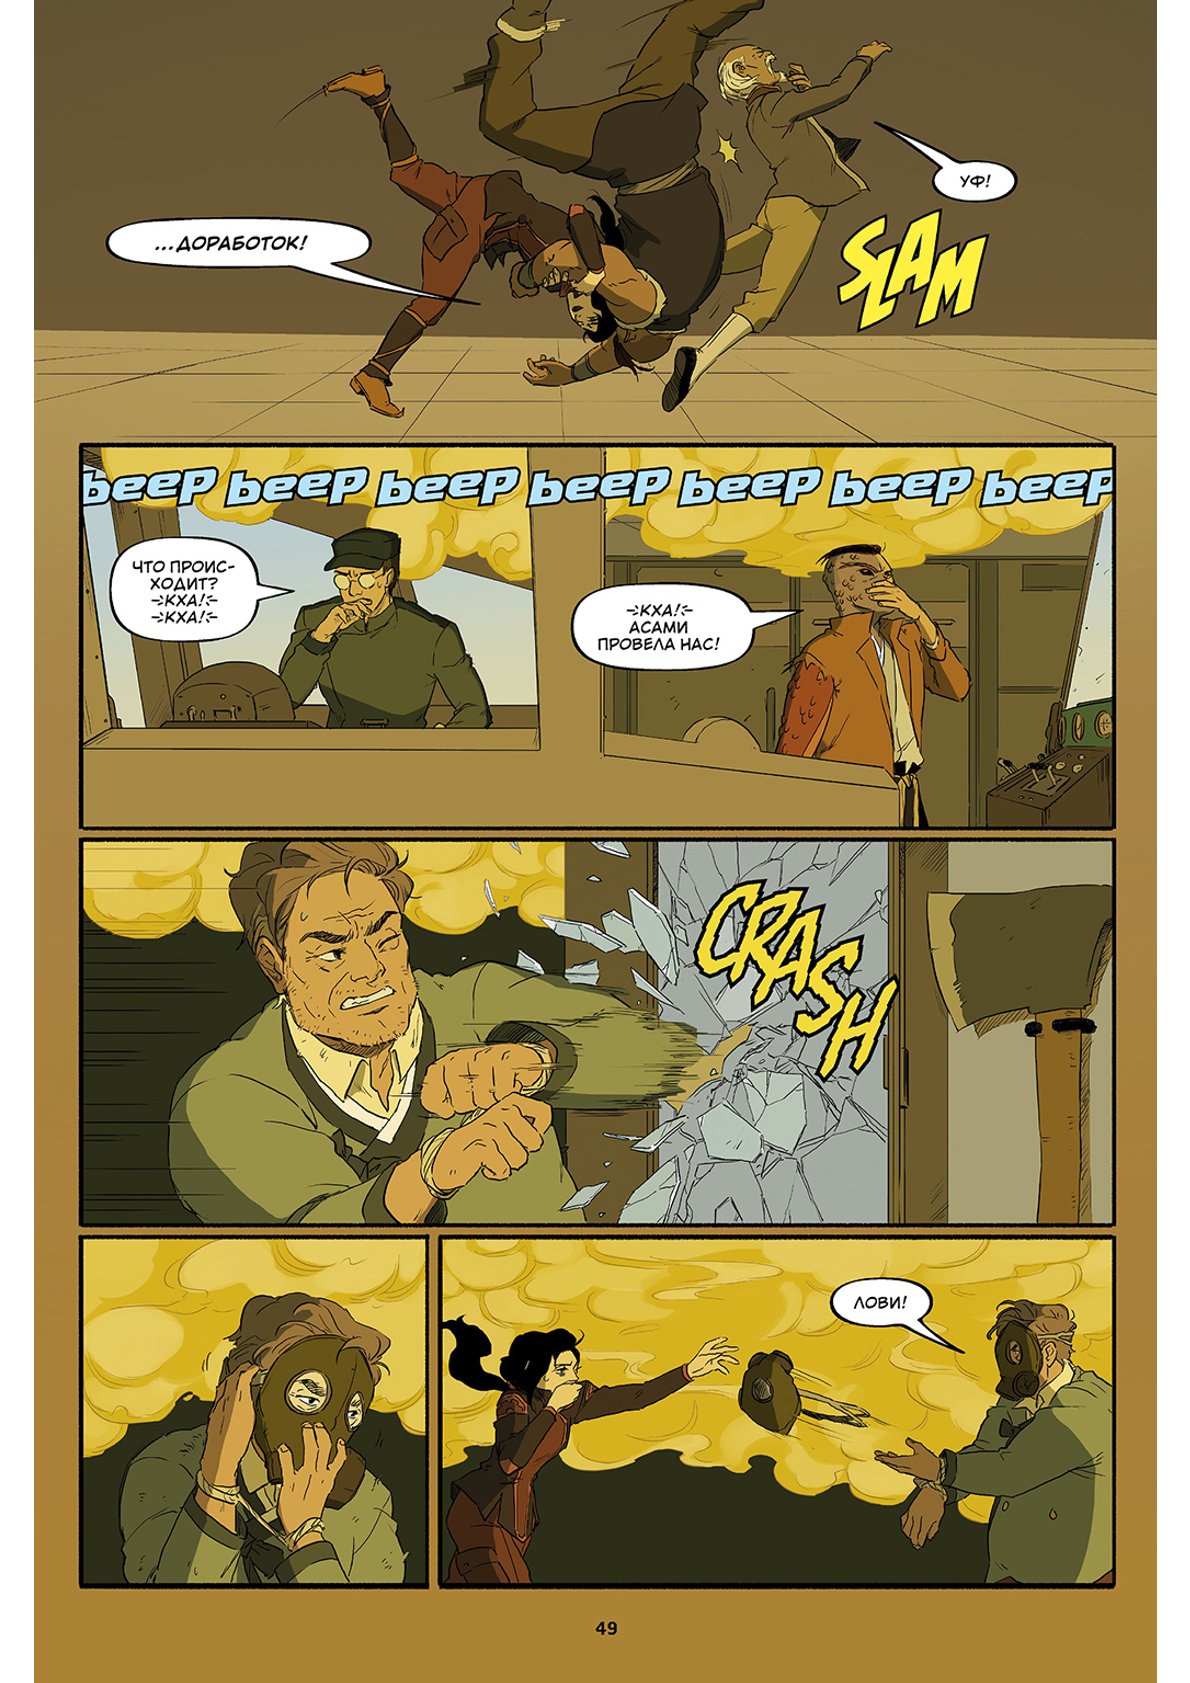 УФ!
...ДОРАБОТОК!
SLAM
beep beep beep beep beep beep beep
ЧТО ПРОИС-
ХОДИТ?
КХА!
КХА!
КХА!
АСАМИ
ПРОВЕЛА НАС!
CRASH
ЛОВИ!
49